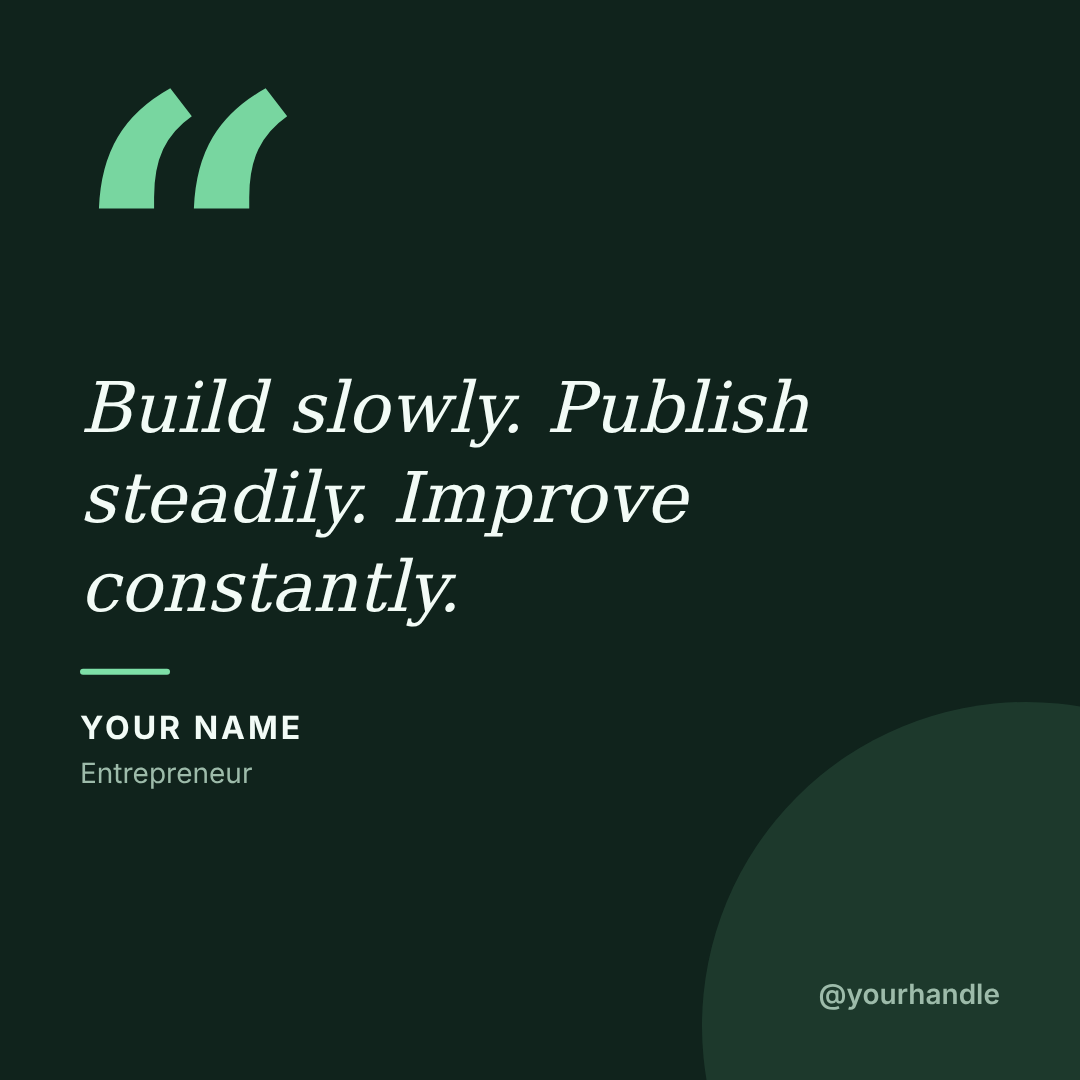 “
Build slowly. Publish
steadily. Improve
constantly.
YOUR NAME
Entrepreneur
@yourhandle